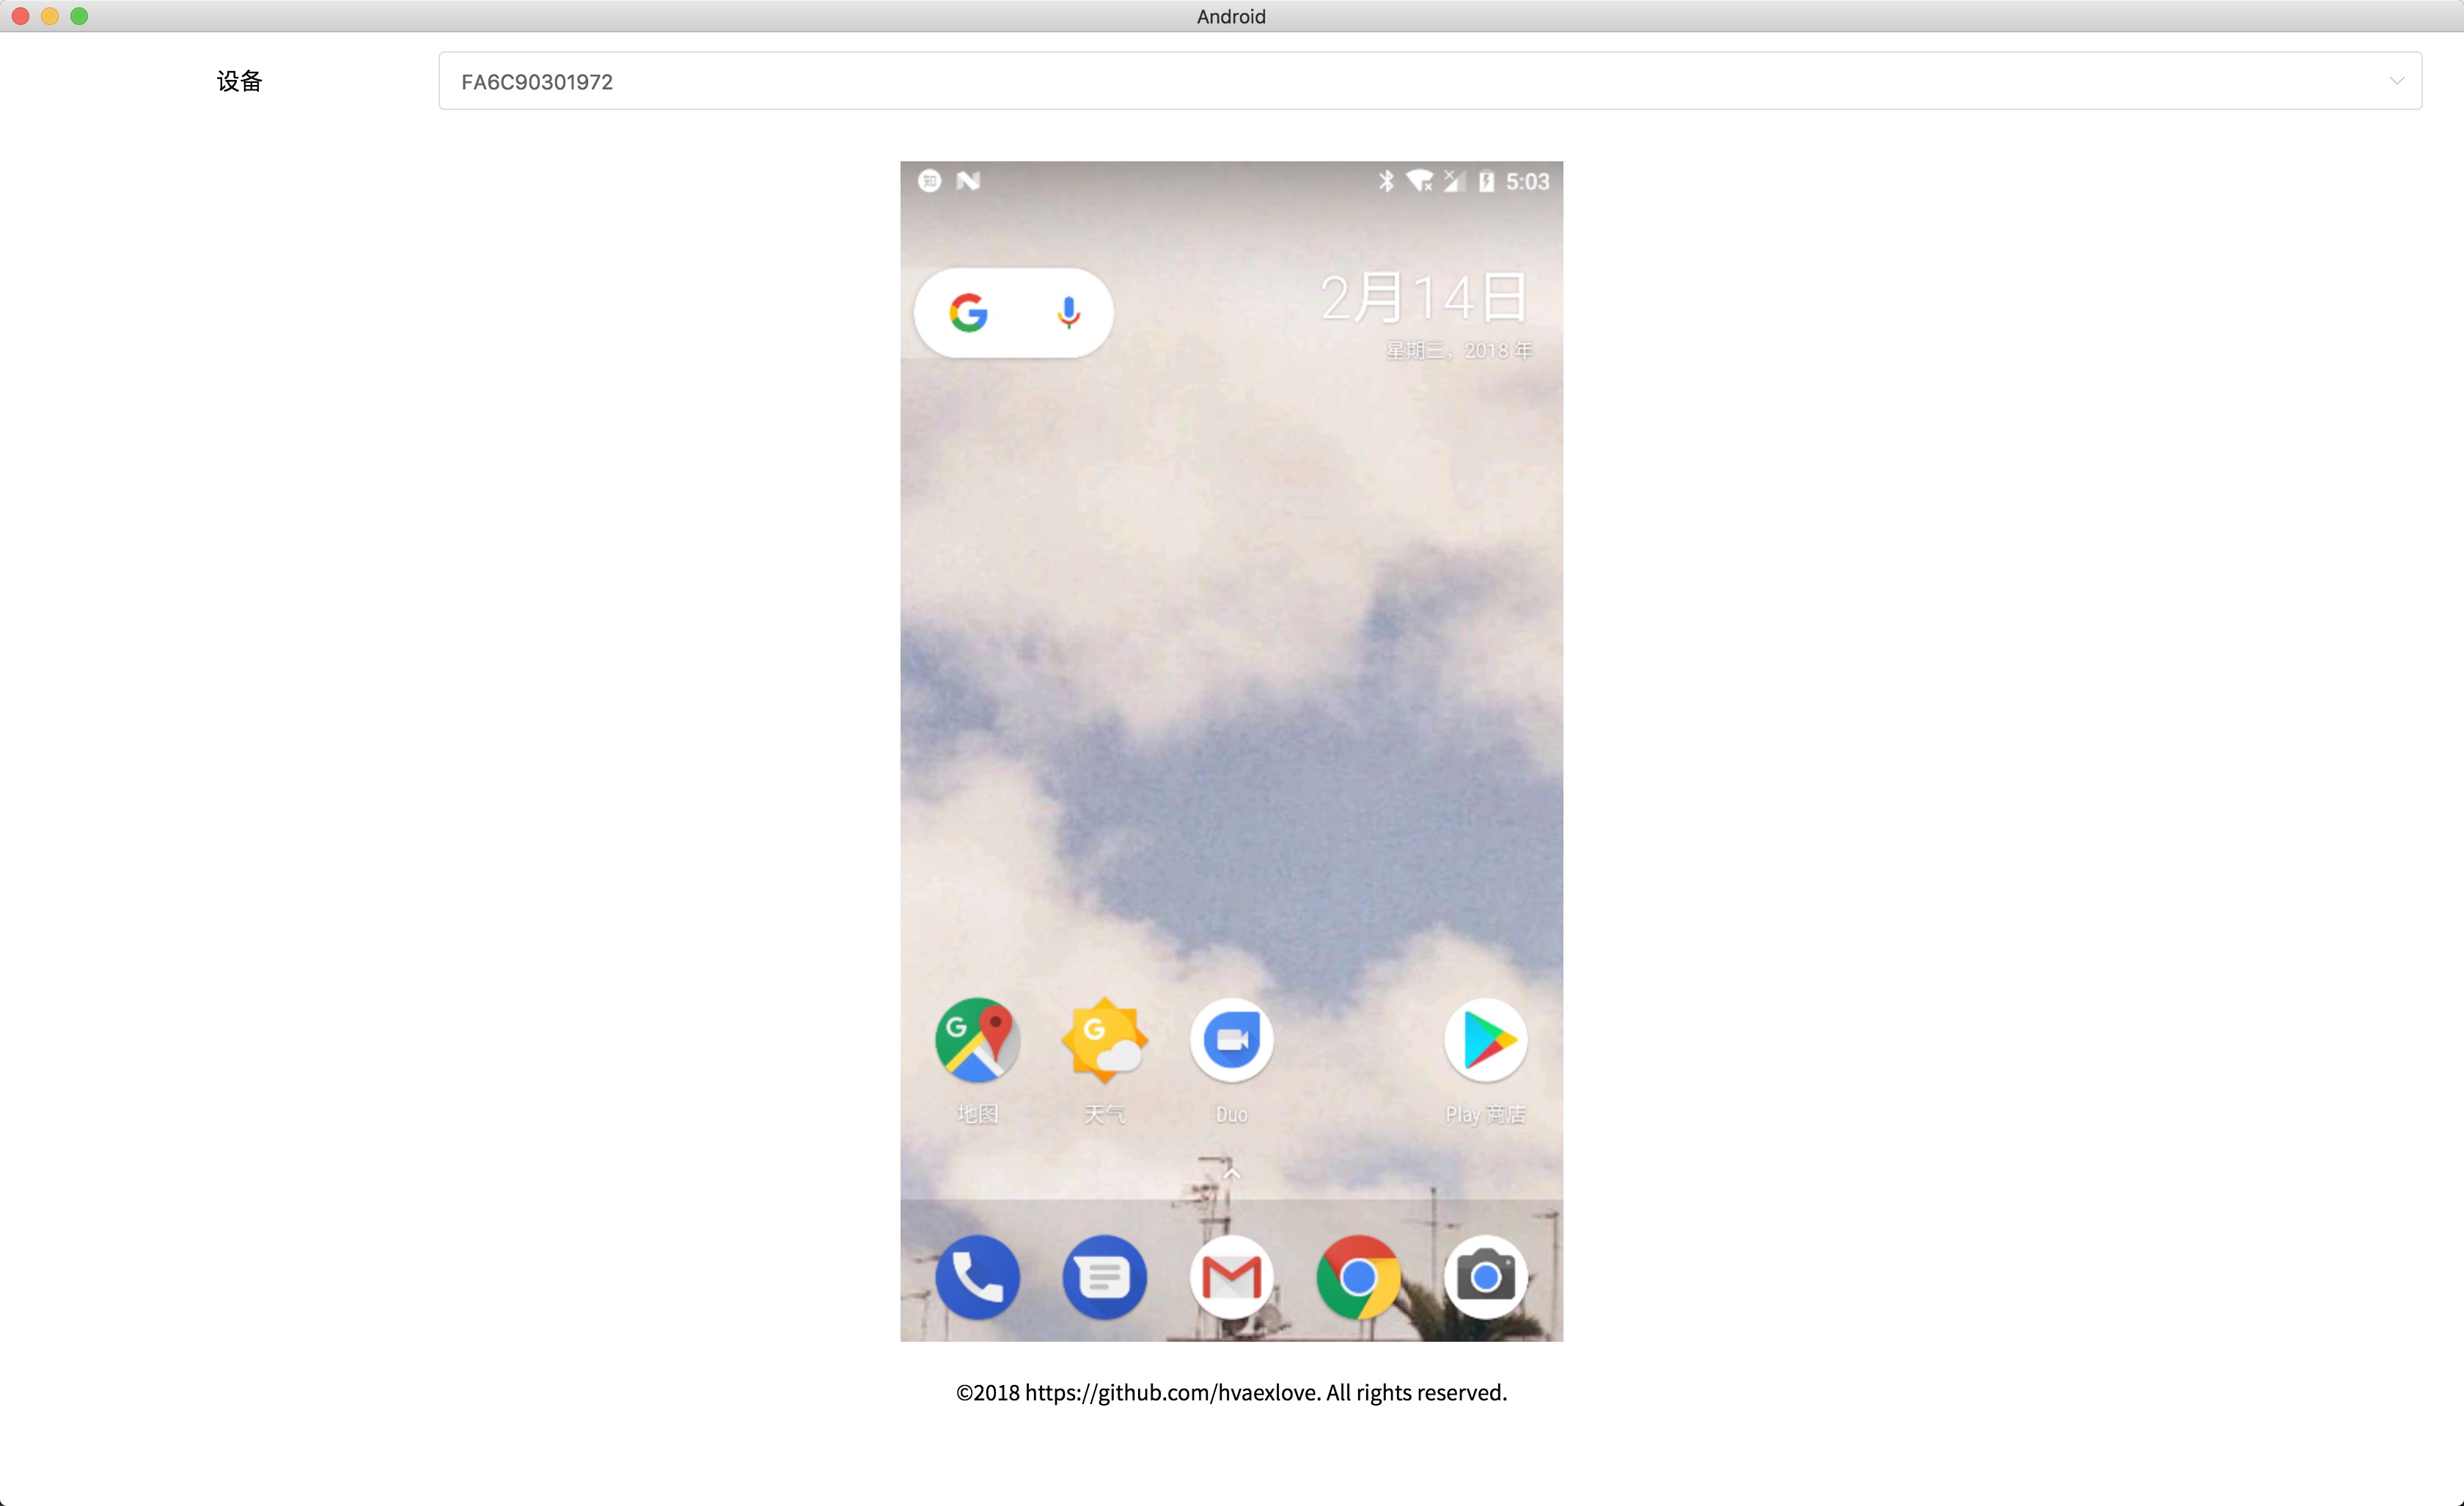 Android
设备
FA6C90301972
知
5:03
2月14日
星期三，2018 年
地图
天气
Duo
Play 商店
©2018 https://github.com/hvaexlove. All rights reserved.